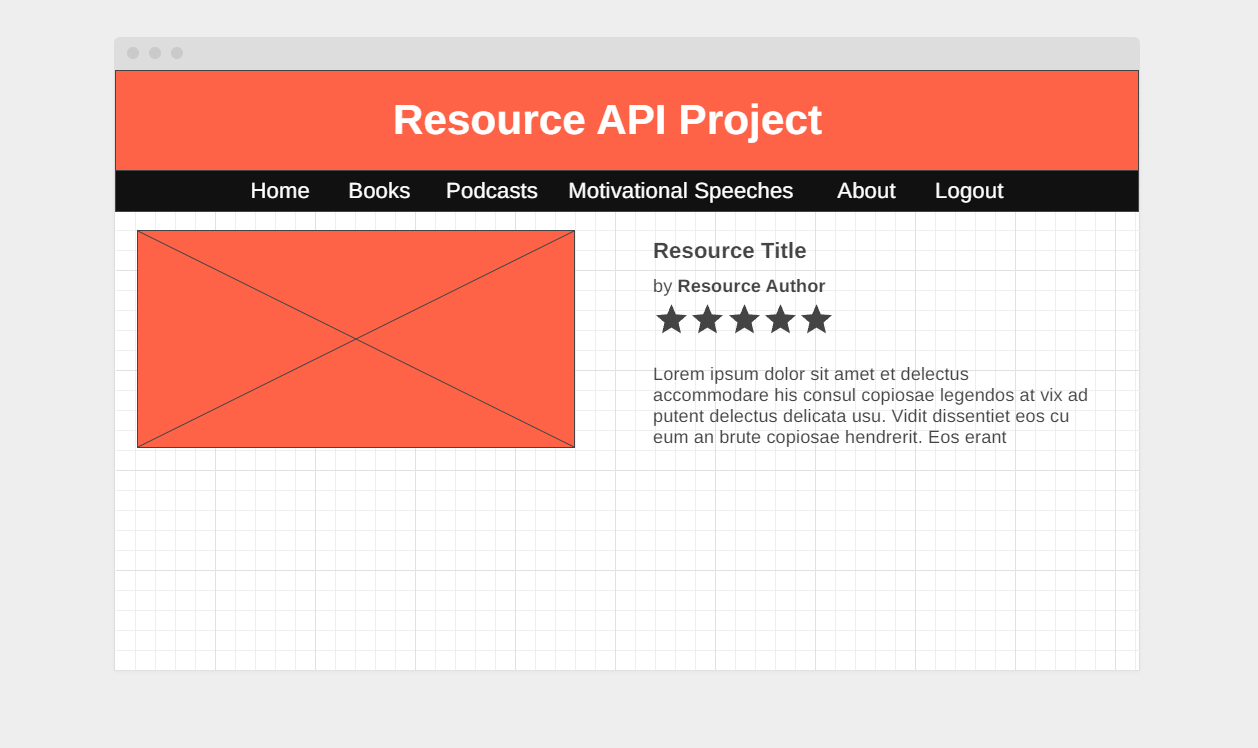 Resource API Project
Home Books Podcasts Motivational Speeches About Logout
Resource Title
by Resource Author
Lorem ipsum dolor sit amet et delectus
accommodare his consul copiosae legendos at vix ad
putent delectus delicata usu. Vidit dissentiet eos cu
eum an brute copiosae hendrerit. Eos erant